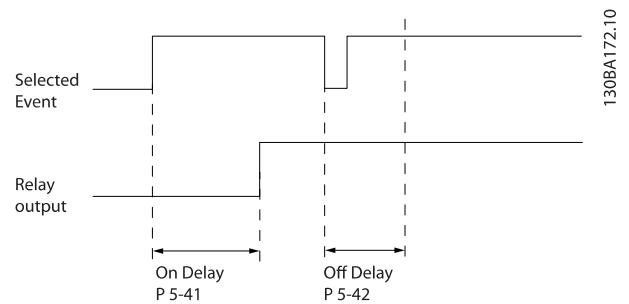 130BA172.10
Selected
Event
Relay
output
On Delay
P 5-41
Off Delay
P 5-42